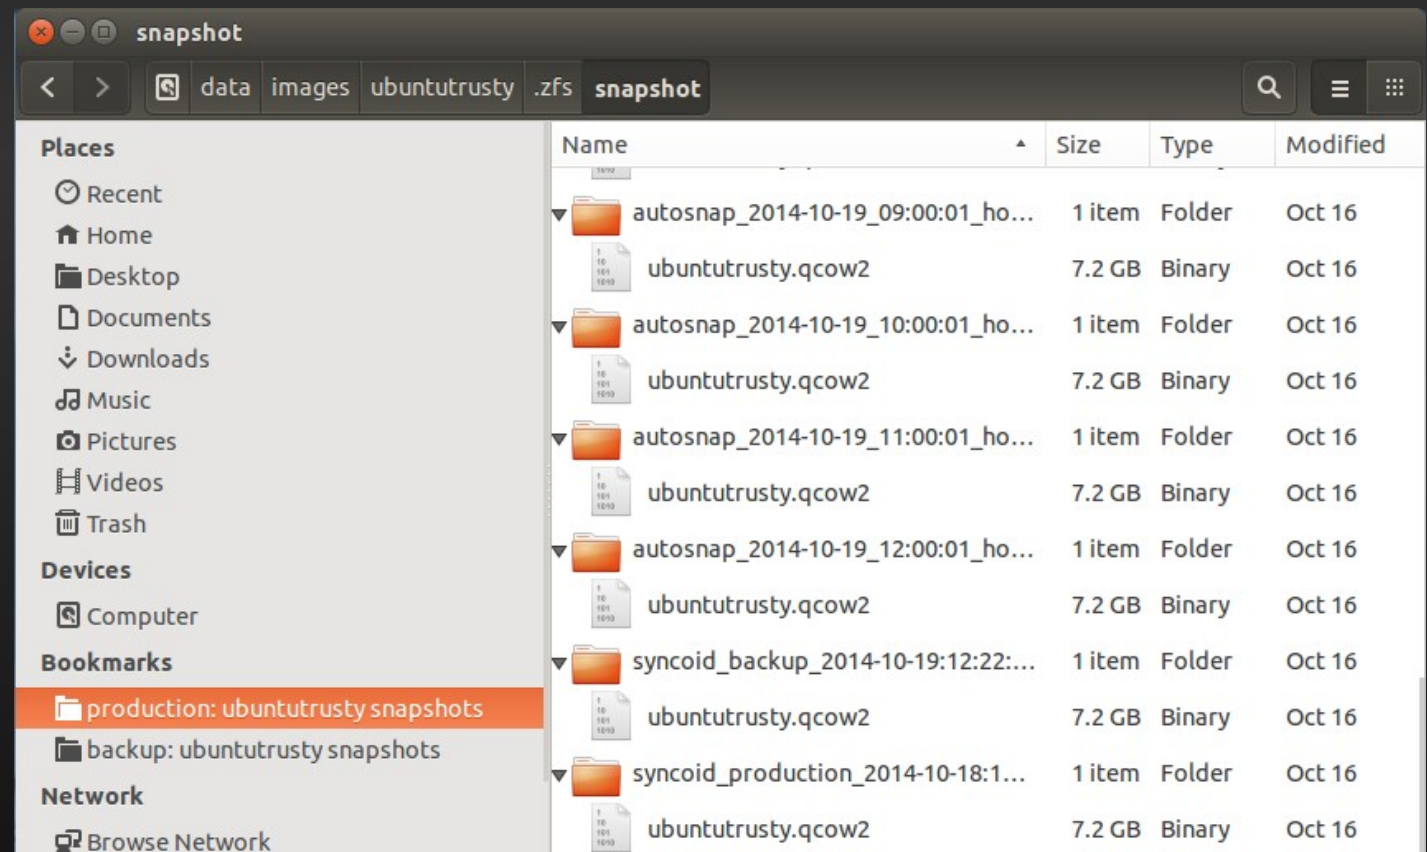 snapshot
data images ubuntutrusty .zfs snapshot
Places
Recent
Home
Desktop
Documents
Downloads
Music
Pictures
Videos
Trash
Devices
Computer
Bookmarks
production: ubuntutrusty snapshots
backup: ubuntutrusty snapshots
Network
Browse Network
Name Size Type Modified
autosnap_2014-10-19_09:00:01_ho... 1 item Folder Oct 16
ubuntutrusty.qcow2 7.2 GB Binary Oct 16
autosnap_2014-10-19_10:00:01_ho... 1 item Folder Oct 16
ubuntutrusty.qcow2 7.2 GB Binary Oct 16
autosnap_2014-10-19_11:00:01_ho... 1 item Folder Oct 16
ubuntutrusty.qcow2 7.2 GB Binary Oct 16
autosnap_2014-10-19_12:00:01_ho... 1 item Folder Oct 16
ubuntutrusty.qcow2 7.2 GB Binary Oct 16
syncoid_backup_2014-10-19:12:22:... 1 item Folder Oct 16
ubuntutrusty.qcow2 7.2 GB Binary Oct 16
syncoid_production_2014-10-18:1... 1 item Folder Oct 16
ubuntutrusty.qcow2 7.2 GB Binary Oct 16